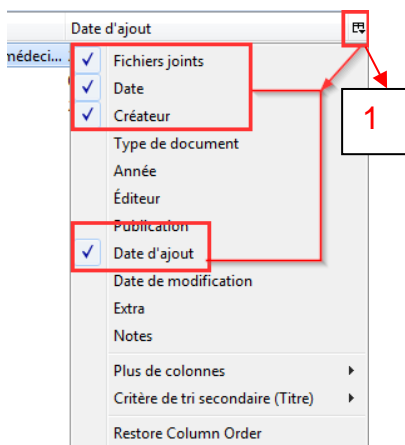 Date d'ajout
médeci...
Fichiers joints
Date
Créateur
1
Type de document
Année
Éditeur
Publication
Date d'ajout
Date de modification
Extra
Notes
Plus de colonnes
Critère de tri secondaire (Titre)
Restore Column Order